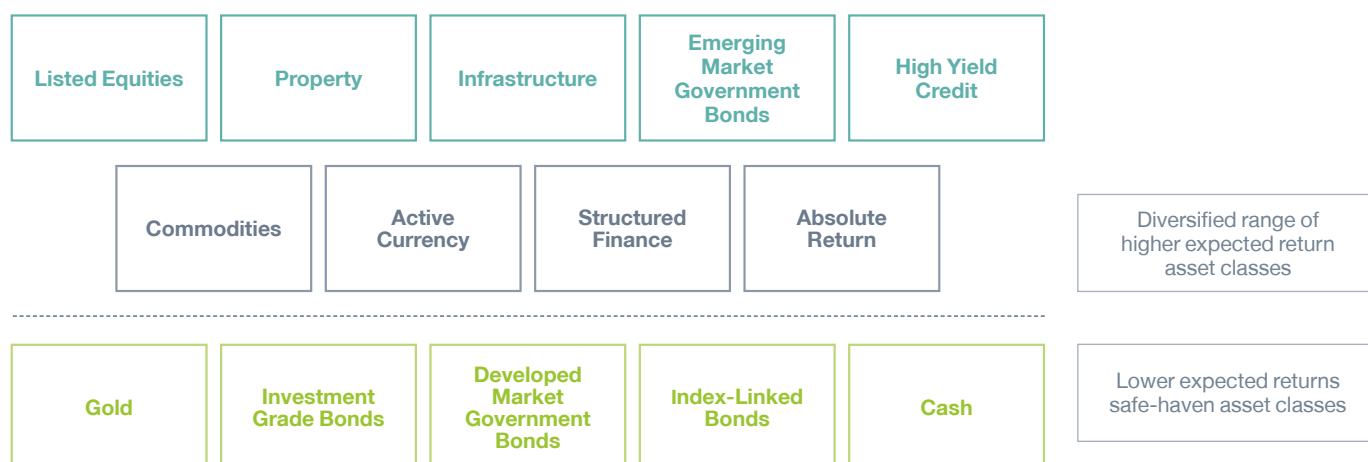 Listed Equities
Property
Infrastructure
Emerging
Market
Government
Bonds
High Yield
Credit
Commodities
Active
Currency
Structured
Finance
Absolute
Return
Diversified range of
higher expected return
asset classes
Gold
Investment
Grade Bonds
Developed
Market
Government
Bonds
Index-Linked
Bonds
Cash
Lower expected returns
safe-haven asset classes